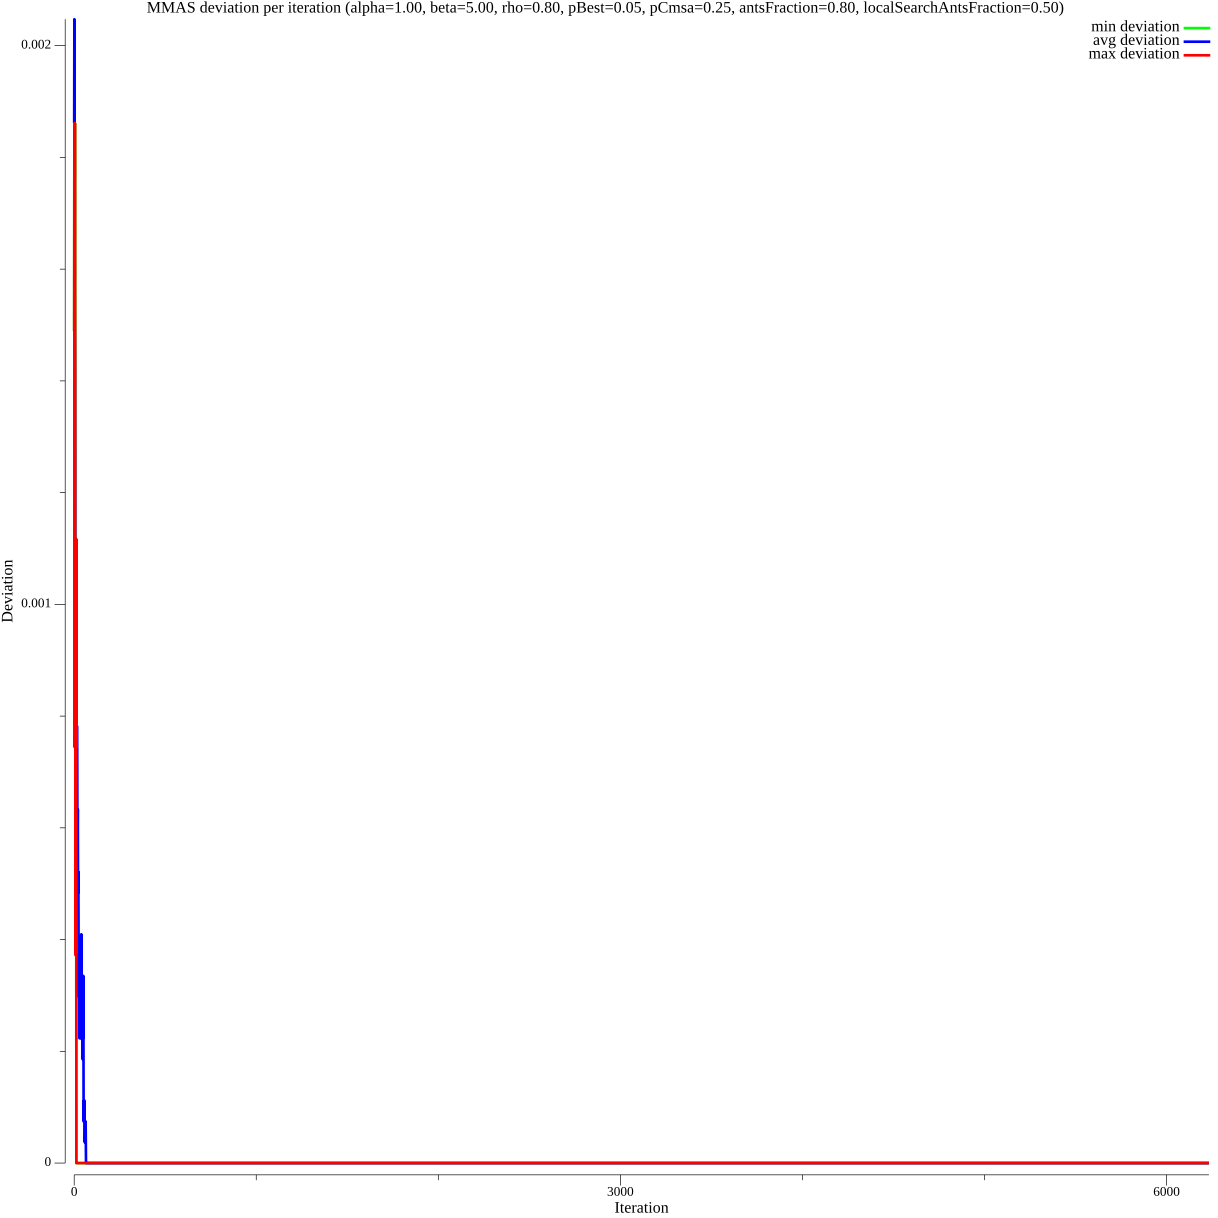 MMAS deviation per iteration (alpha=1.00, beta=5.00, rho=0.80, pBest=0.05, pCmsa=0.25, antsFraction=0.80, localSearchAntsFraction=0.50)
min deviation
avg deviation
max deviation
0.002
0.001
0
Deviation
0
3000
6000
Iteration